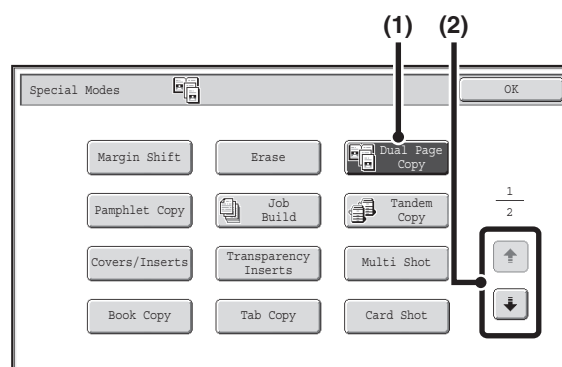 (1) (2)
Special Modes
OK
Margin Shift
Erase
Dual Page
Copy
Pamphlet Copy
Job
Build
Tandem
Copy
1
2
Covers/Inserts
Transparency
Inserts
Multi Shot
Book Copy
Tab Copy
Card Shot